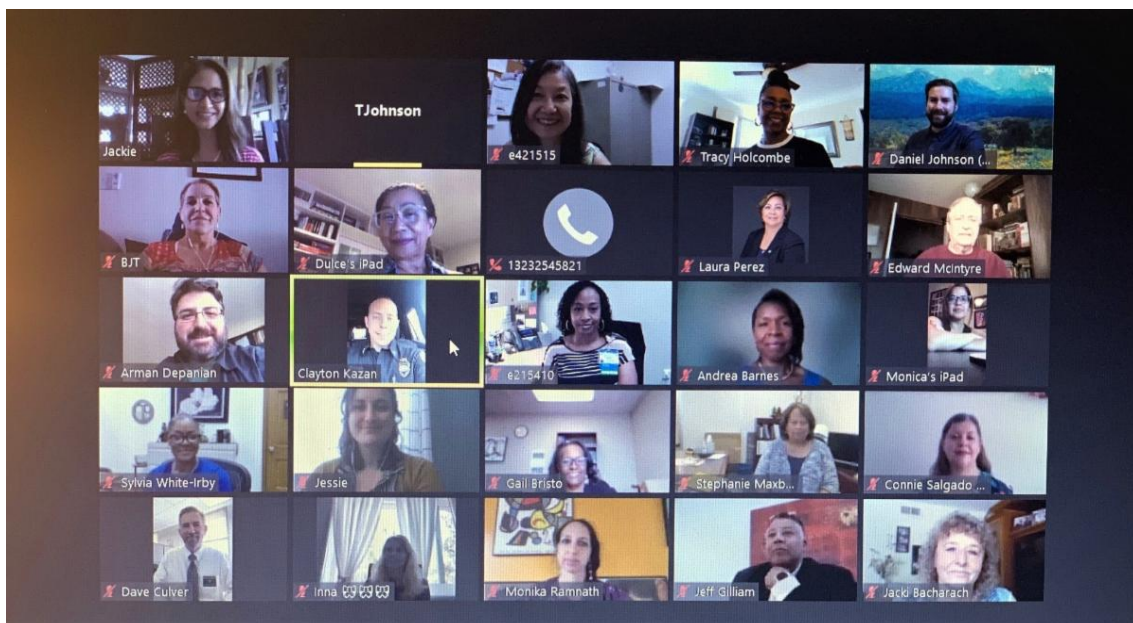 Jackie
TJohnson
e421515
Tracy Holcombe
Daniel Johnson (...
BJT
Dulce's iPad
13232545821
Laura Perez
Edward McIntyre
Arman Depanian
Clayton Kazan
e215410
Andrea Barnes
Monica's iPad
Sylvia White-Irby
Jessie
Gail Bristo
Stephanie Maxb...
Connie Salgado ...
Dave Culver
Inna 🐯🐯🐯
Monika Ramnath
Jeff Gilliam
Jacki Bacharach